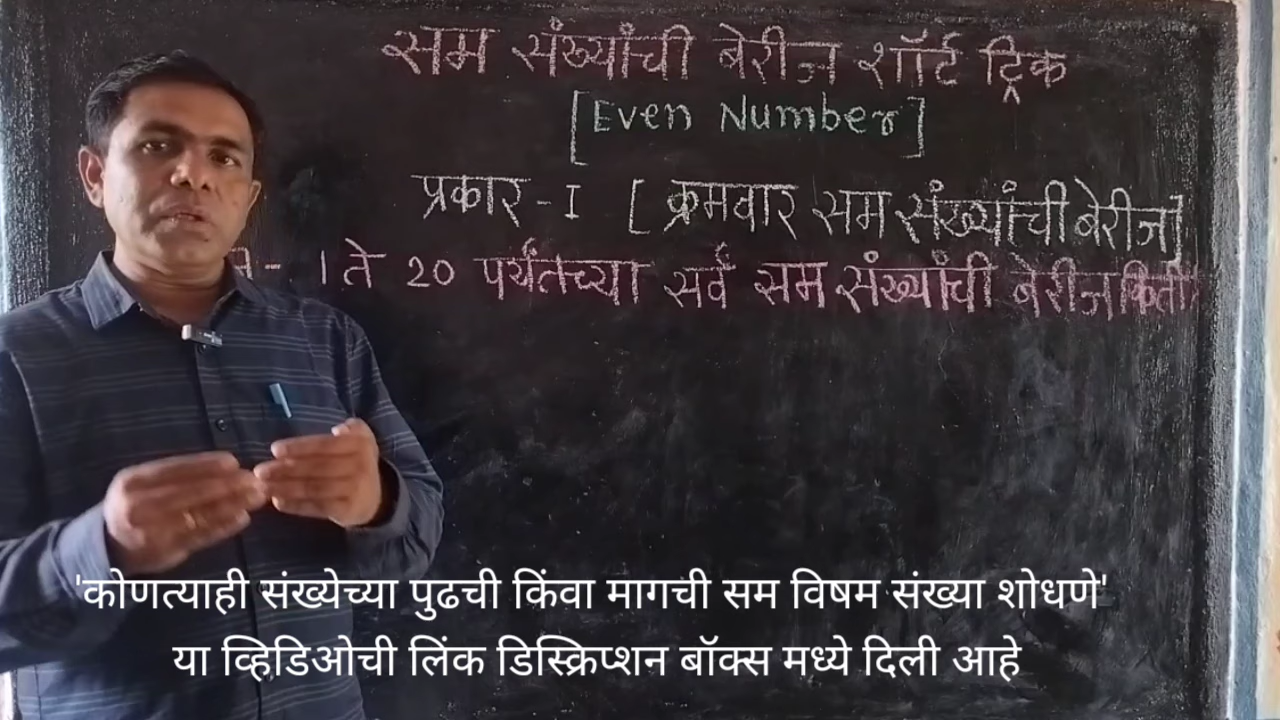 सम संख्यांची बेरीज शॉर्ट ट्रिक
[Even Number]
प्रकार - I [ क्रमवार सम संख्यांची बेरीज]
1 ते 20 पर्यंतच्या सर्व सम संख्यांची बेरीज किती
'कोणत्याही संख्येच्या पुढची किंवा मागची सम विषम संख्या शोधणे'
या व्हिडिओची लिंक डिस्क्रिप्शन बॉक्स मध्ये दिली आहे